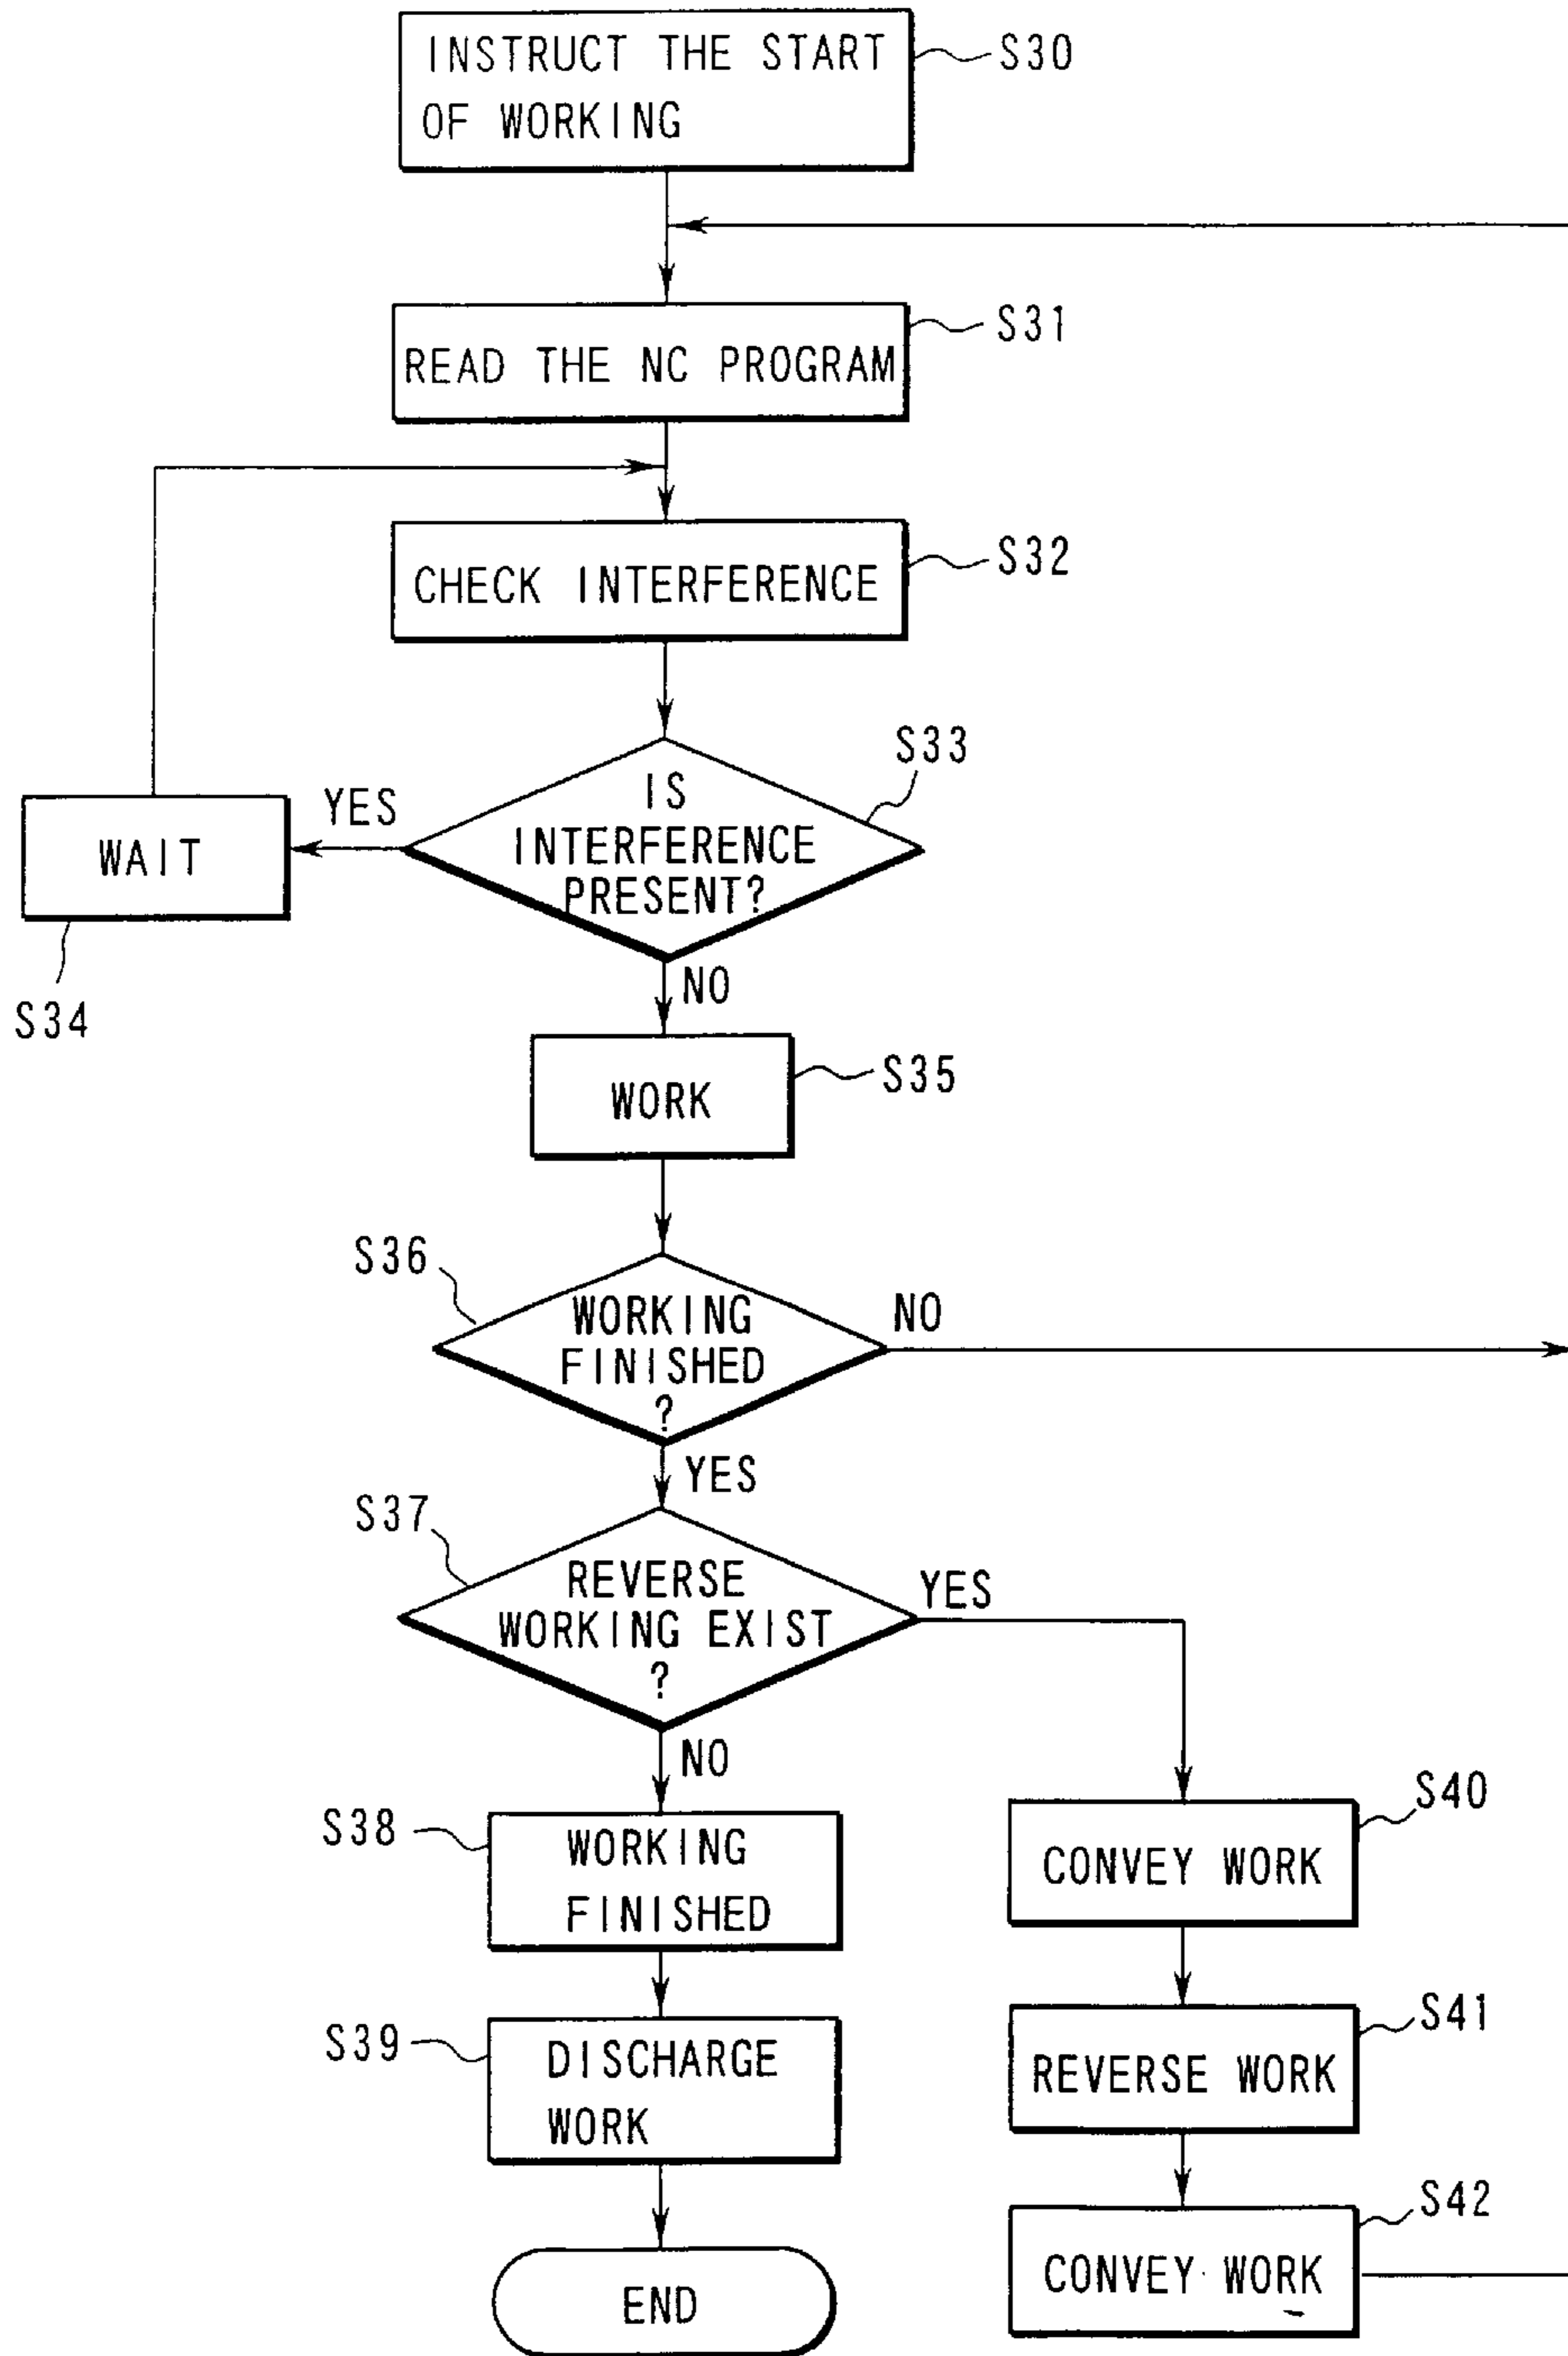 INSTRUCT THE START
OF WORKING
S30
S31
READ THE NC PROGRAM
S32
CHECK INTERFERENCE
S33
IS
INTERFERENCE
PRESENT?
YES
WAIT
S34
NO
WORK
S35
S36
WORKING
FINISHED
?
NO
YES
S37
REVERSE
WORKING EXIST
?
YES
NO
S38
WORKING
FINISHED
S40
CONVEY WORK
S39
DISCHARGE
WORK
S41
REVERSE WORK
S42
CONVEY WORK
END